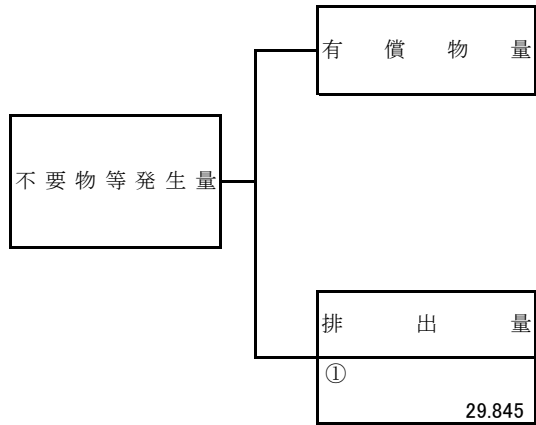 有償物量
不要物等発生量
排出量
①
29.845